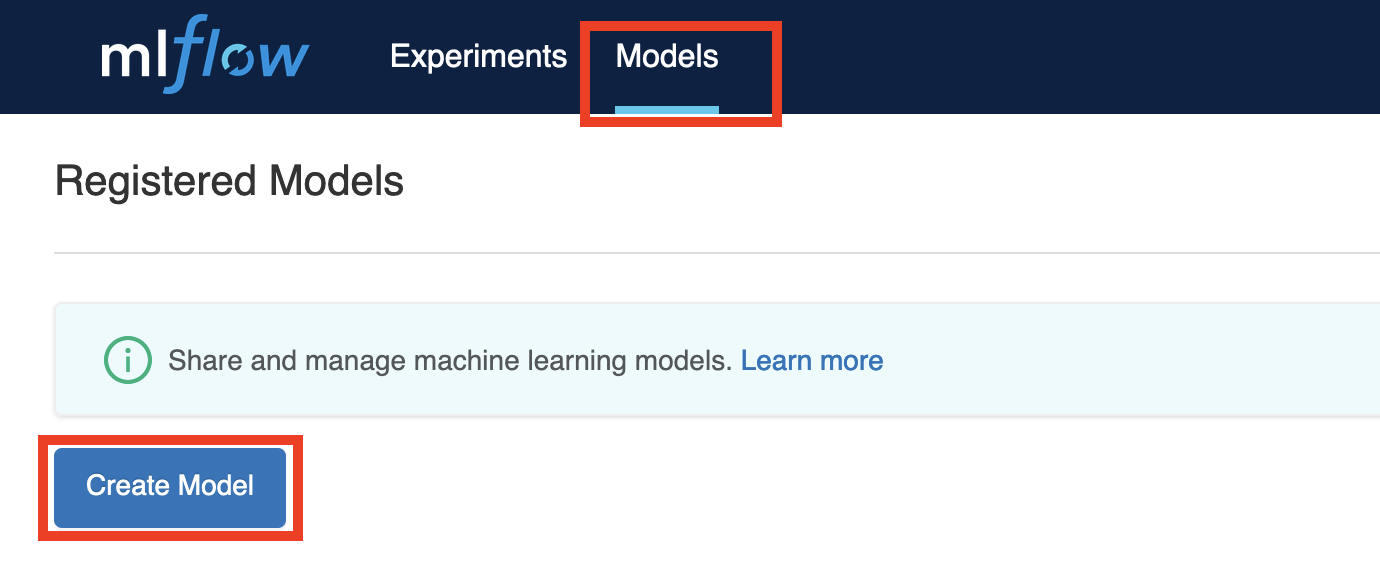 mlflow Experiments Models
Registered Models
Share and manage machine learning models. Learn more
Create Model